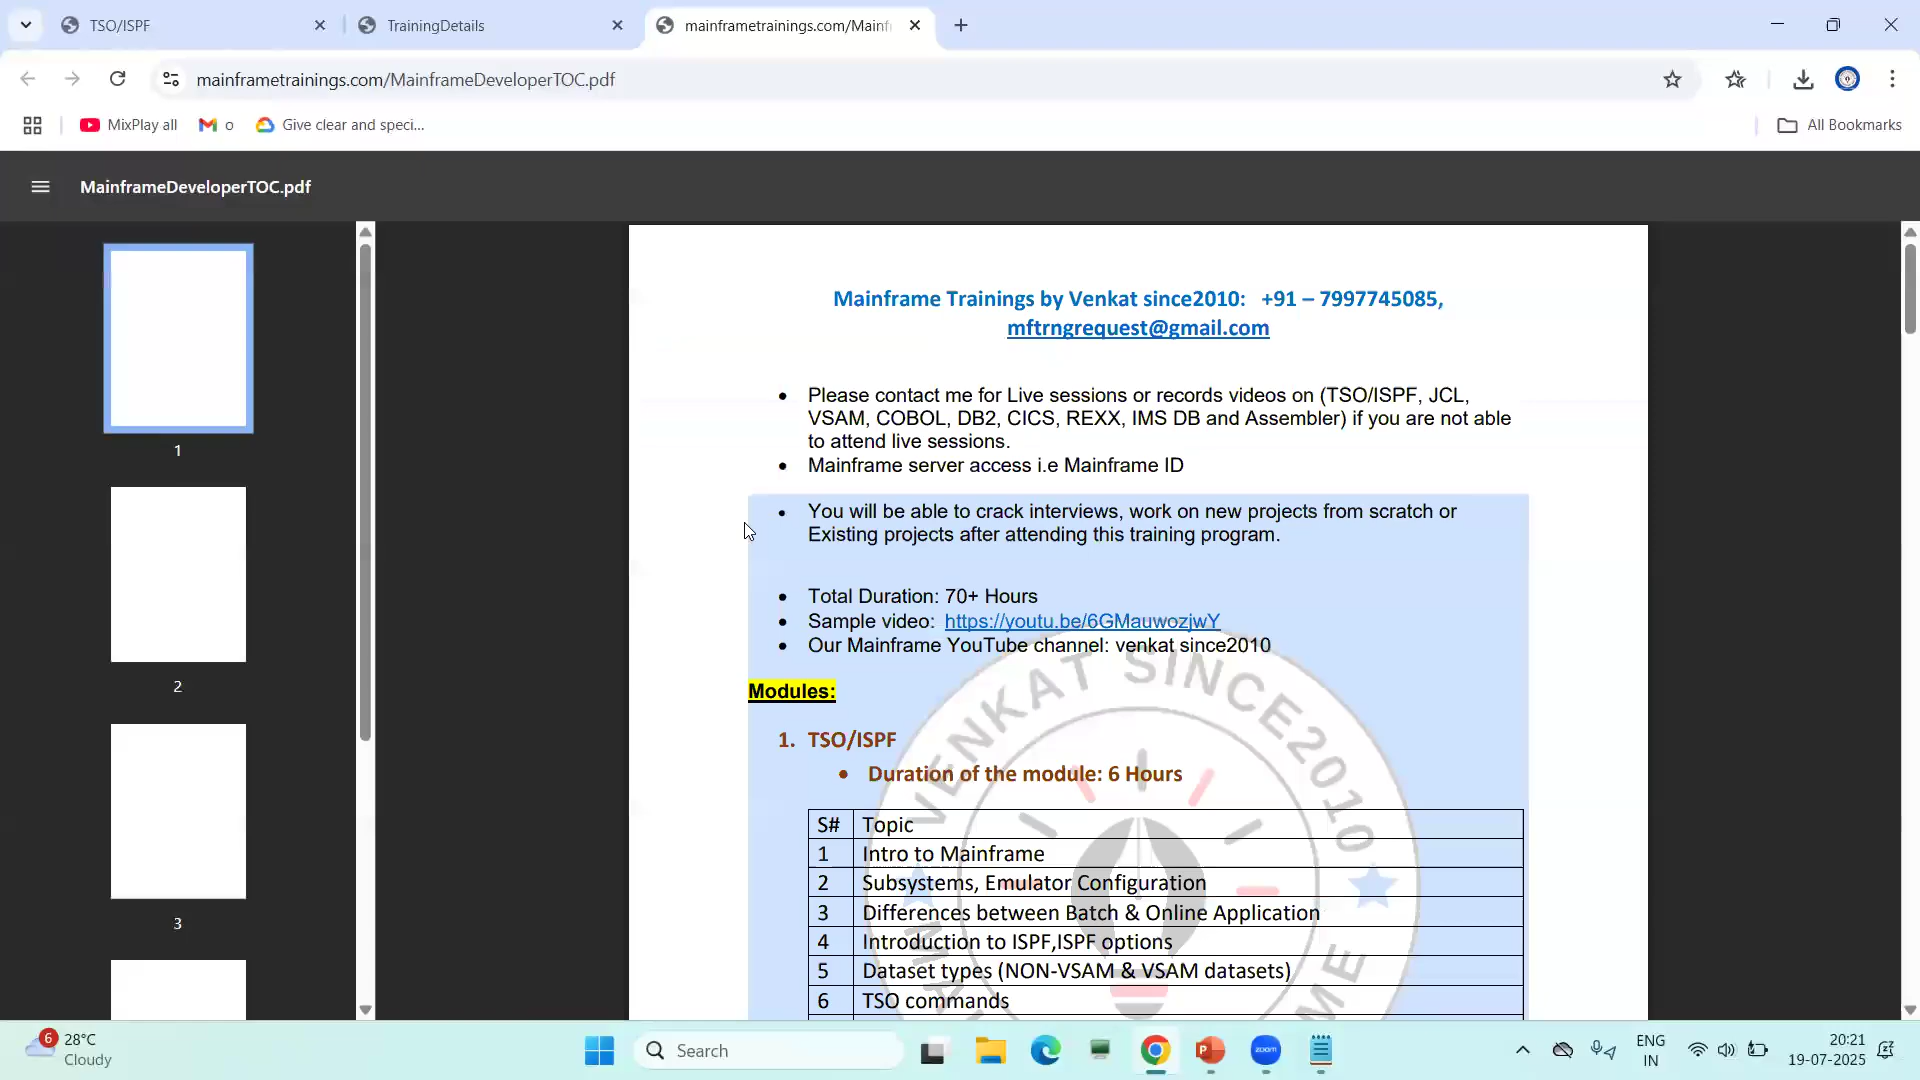 TSO/ISPF
TrainingDetails
mainframetrainings.com/Mainf
mainframetrainings.com/MainframeDeveloperTOC.pdf
MixPlay all
o
Give clear and speci...
All Bookmarks
MainframeDeveloperTOC.pdf
1
2
3
Mainframe Trainings by Venkat since2010: +91 – 7997745085,
mftrngrequest@gmail.com
• Please contact me for Live sessions or records videos on (TSO/ISPF, JCL,
VSAM, COBOL, DB2, CICS, REXX, IMS DB and Assembler) if you are not able
to attend live sessions.
• Mainframe server access i.e Mainframe ID
• You will be able to crack interviews, work on new projects from scratch or
Existing projects after attending this training program.
• Total Duration: 70+ Hours
• Sample video: https://youtu.be/6GMauwozjwY
• Our Mainframe YouTube channel: venkat since2010
Modules:
1. TSO/ISPF
• Duration of the module: 6 Hours
S# Topic
1 Intro to Mainframe
2 Subsystems, Emulator Configuration
3 Differences between Batch & Online Application
4 Introduction to ISPF,ISPF options
5 Dataset types (NON-VSAM & VSAM datasets)
6 TSO commands
VENKAT SINCE2010
6
28°C
Cloudy
Search
zoom
ENG
IN
20:21
19-07-2025